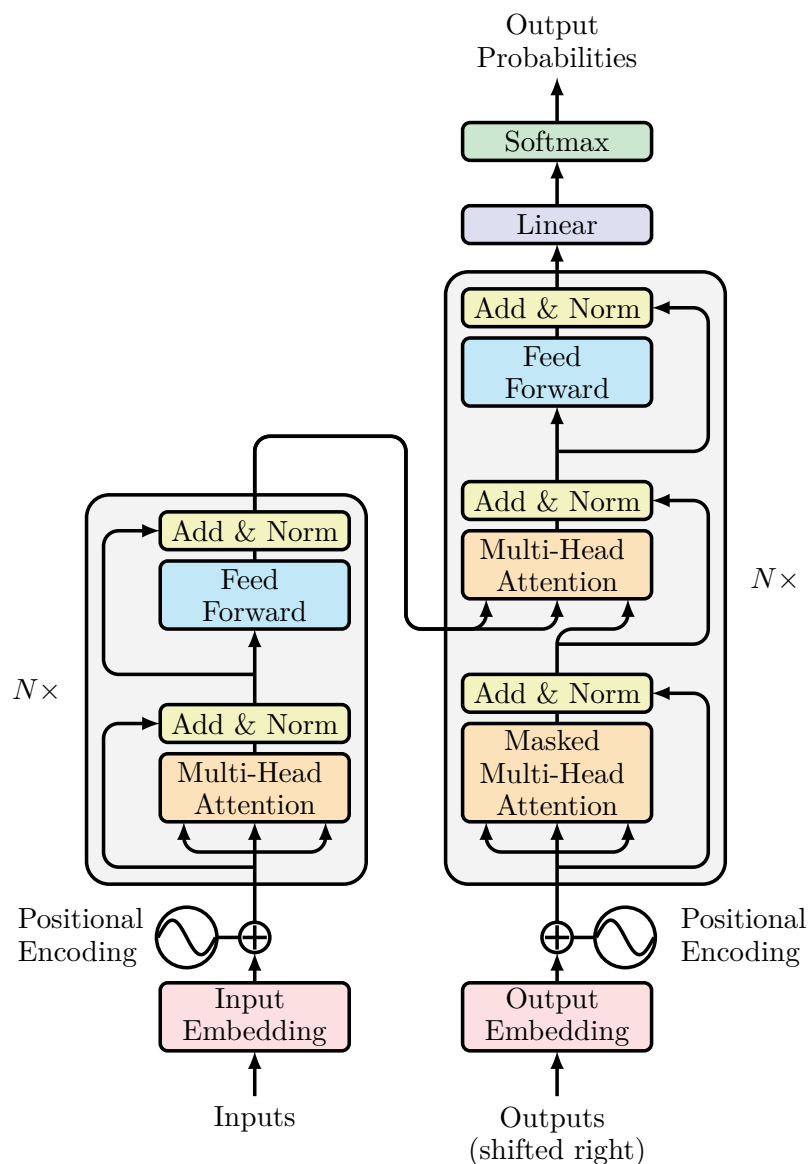 Output
Probabilities
Softmax
Linear
Add & Norm
Feed
Forward
Add & Norm
Multi-Head
Attention
N×
Add & Norm
Masked
Multi-Head
Attention
Add & Norm
Feed
Forward
N×
Add & Norm
Multi-Head
Attention
Positional
Encoding
Positional
Encoding
Input
Embedding
Output
Embedding
Inputs
Outputs
(shifted right)